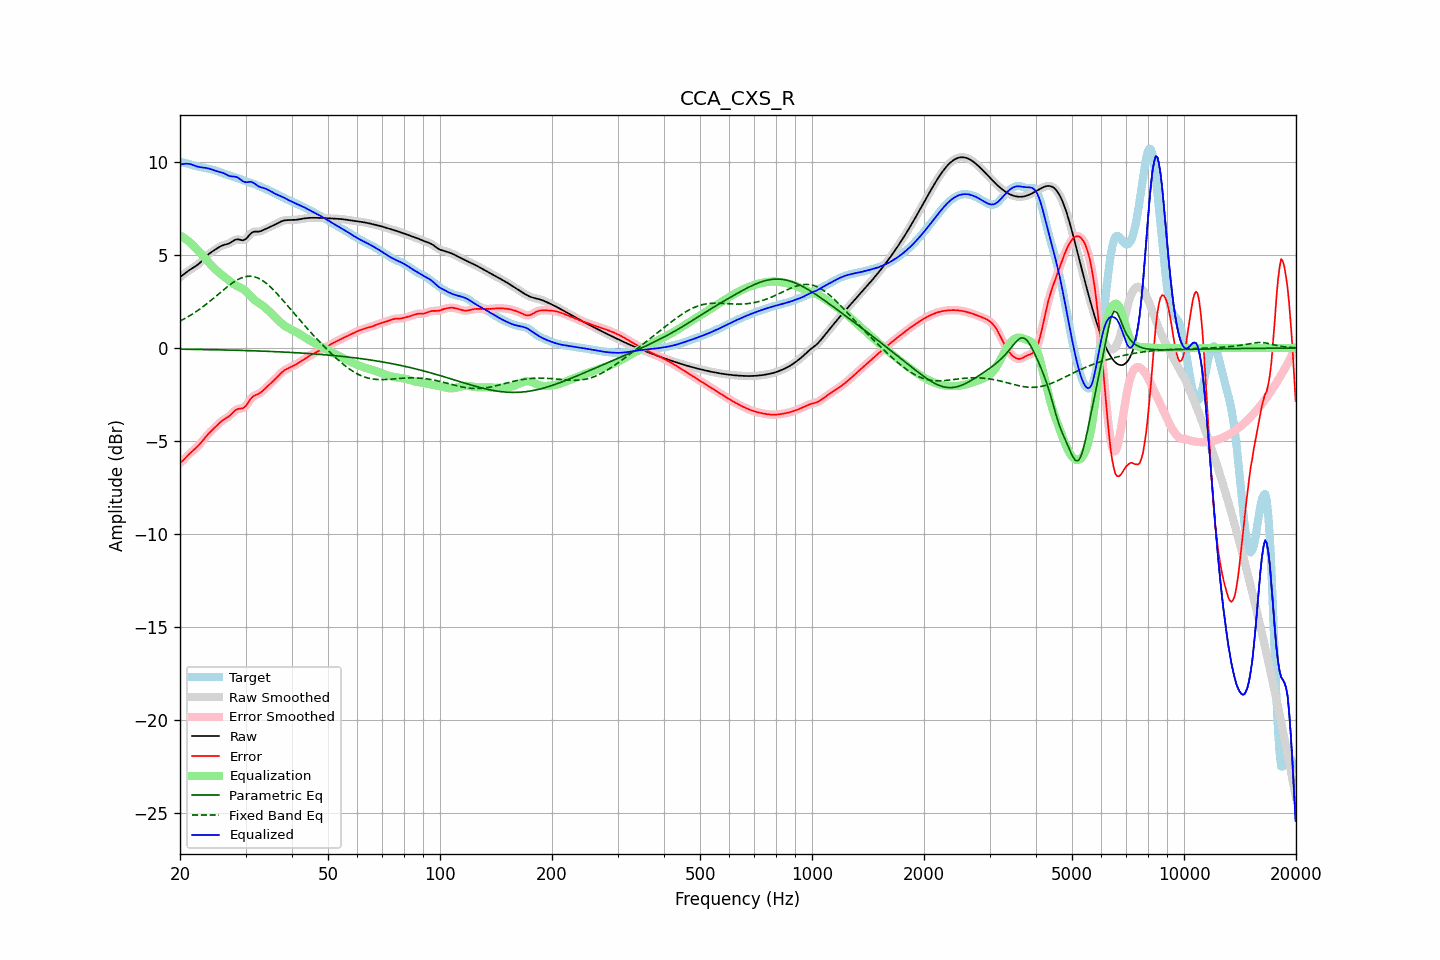 CCA_CXS_R
Amplitude (dBr)
10
5
0
−5
−10
−15
−20
−25
Target
Raw Smoothed
Error Smoothed
Raw
Error
Equalization
Parametric Eq
Fixed Band Eq
Equalized
20 50 100 200 500 1000 2000 5000 10000 20000
Frequency (Hz)